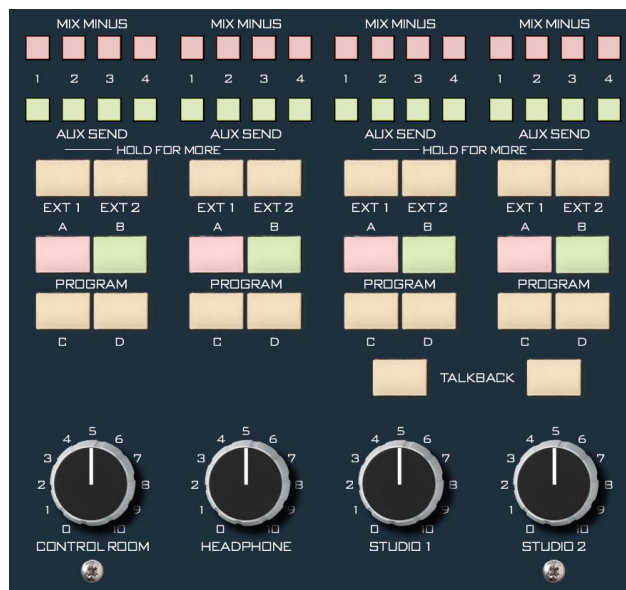 MIX MINUS MIX MINUS MIX MINUS MIX MINUS
1 2 3 4 1 2 3 4 1 2 3 4 1 2 3 4
AUX SEND AUX SEND AUX SEND AUX SEND
HOLD FOR MORE HOLD FOR MORE
EXT 1 EXT 2 EXT 1 EXT 2 EXT 1 EXT 2 EXT 1 EXT 2
A B A B A B A B
PROGRAM PROGRAM PROGRAM PROGRAM
C D C D C D C D
TALKBACK
0 1 2 3 4 5 6 7 8 9 10 0 1 2 3 4 5 6 7 8 9 10 0 1 2 3 4 5 6 7 8 9 10 0 1 2 3 4 5 6 7 8 9 10
CONTROL ROOM HEADPHONE STUDIO 1 STUDIO 2